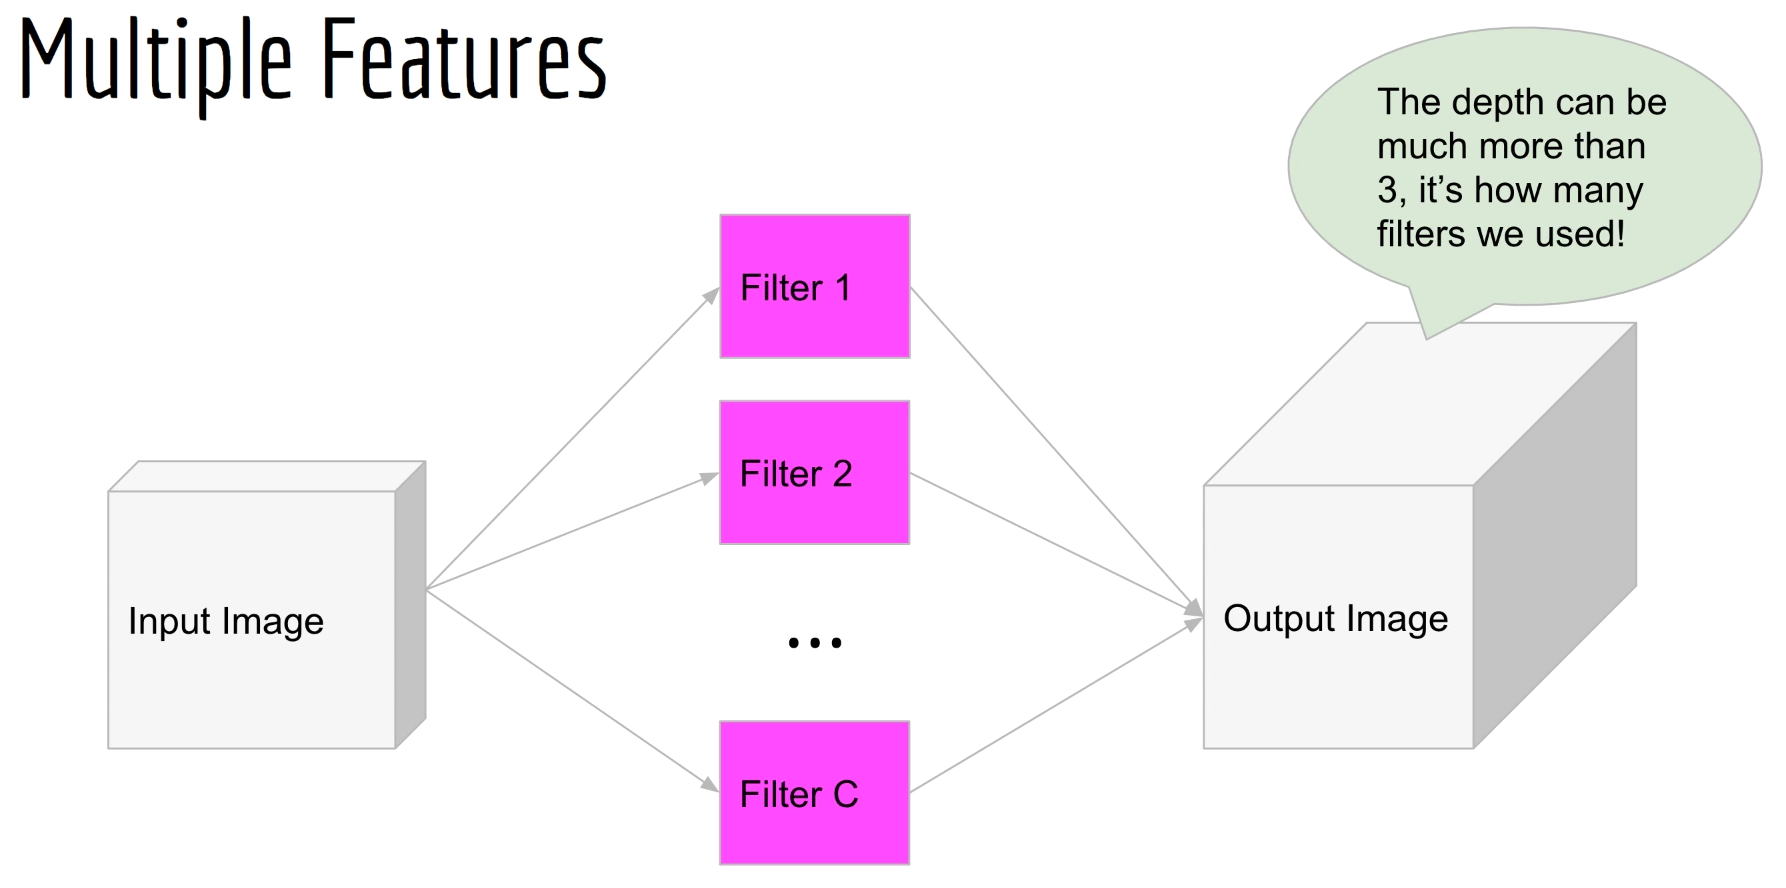 Multiple Features
The depth can be
much more than
3, it’s how many
filters we used!
Filter 1
Filter 2
Input Image
...
Output Image
Filter C